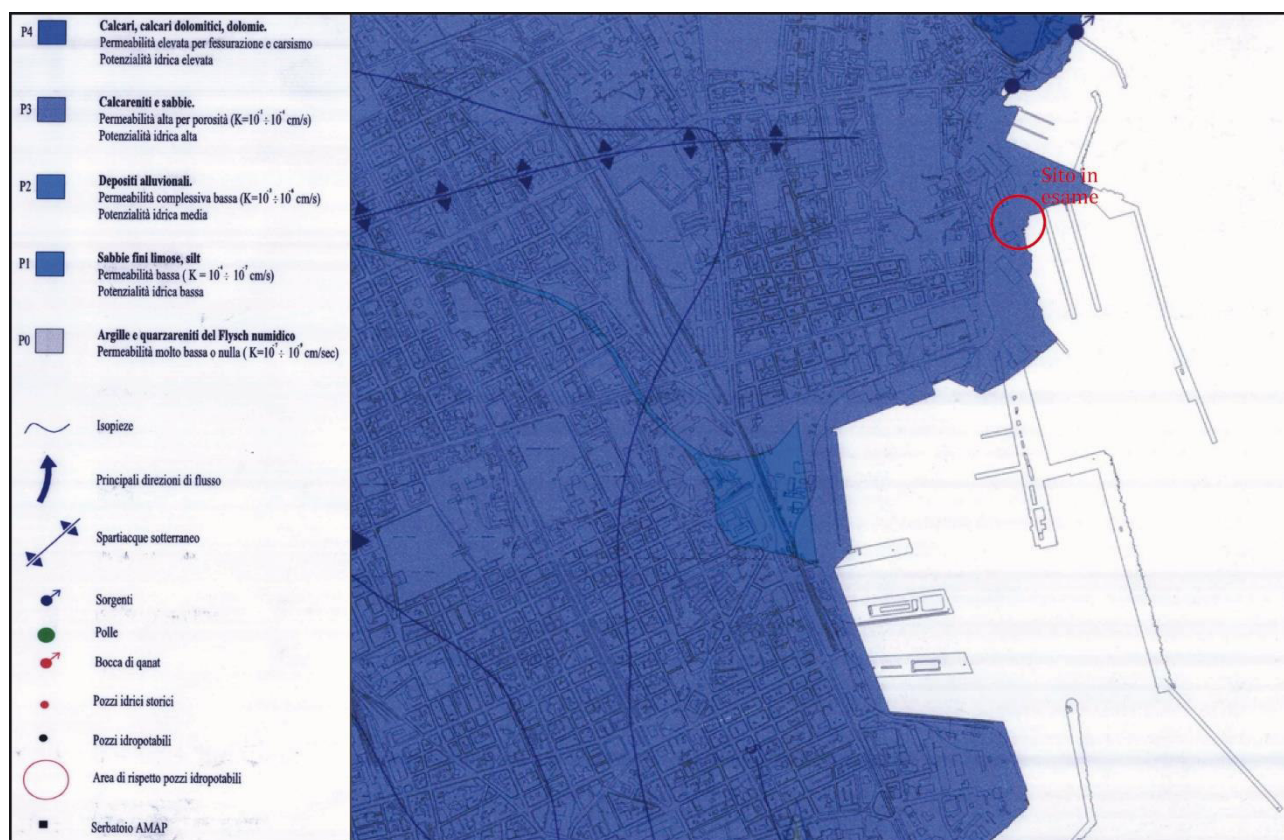 P4 Calcari, calcari dolomitici, dolomie.
Permeabilità elevata per fessurazione e carsismo
Potenzialità idrica elevata
P3 Calcareniti e sabbie.
Permeabilità alta per porosità (K=10⁻¹ ÷ 10⁻⁴ cm/s)
Potenzialità idrica alta
P2 Depositi alluvionali.
Permeabilità complessiva bassa (K=10⁻³ ÷ 10⁻⁶ cm/s)
Potenzialità idrica media
P1 Sabbie fini limose, silt
Permeabilità bassa ( K = 10⁻⁴ ÷ 10⁻⁷ cm/s)
Potenzialità idrica bassa
P0 Argille e quarzareniti del Flysch numidico
Permeabilità molto bassa o nulla ( K=10⁻⁷ ÷ 10⁻⁹ cm/sec)
Isopieze
Principali direzioni di flusso
Spartiacque sotterraneo
Sorgenti
Polle
Bocca di qanat
Pozzi idrici storici
Pozzi idropotabili
Area di rispetto pozzi idropotabili
Serbatoio AMAP
Sito in
esame